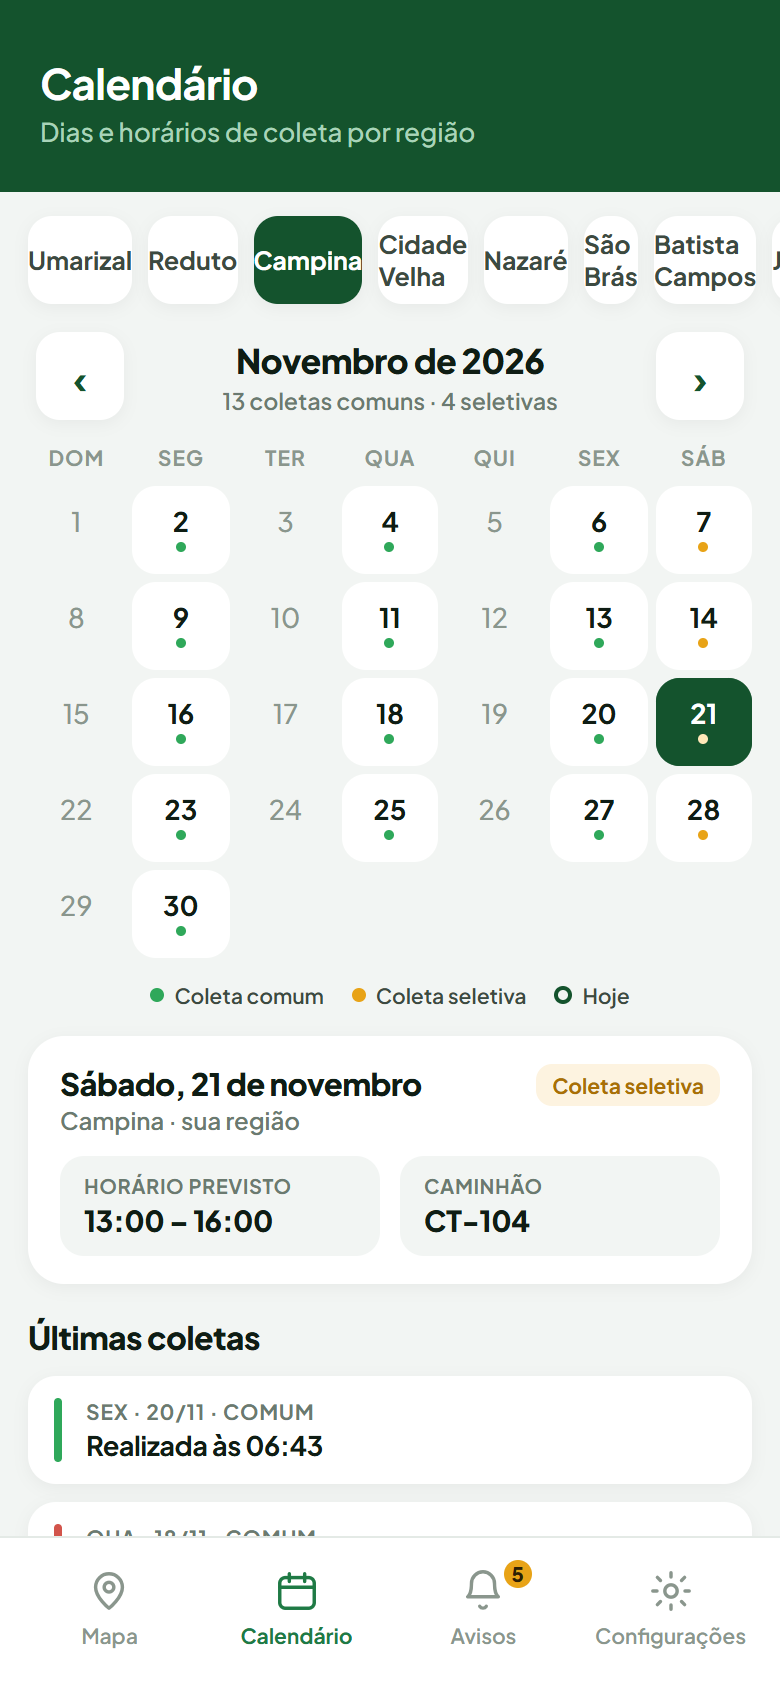 Calendário
Dias e horários de coleta por região
Umarizal Reduto Campina Cidade Velha Nazaré São Brás Batista Campos
‹ Novembro de 2026 ›
13 coletas comuns · 4 seletivas
DOM SEG TER QUA QUI SEX SÁB
1 2 3 4 5 6 7
8 9 10 11 12 13 14
15 16 17 18 19 20 21
22 23 24 25 26 27 28
29 30
Coleta comum Coleta seletiva Hoje
Sábado, 21 de novembro Coleta seletiva
Campina · sua região
HORÁRIO PREVISTO CAMINHÃO
13:00 – 16:00 CT-104
Últimas coletas
SEX · 20/11 · COMUM
Realizada às 06:43
QUA · 18/11 · COMUM
5
Mapa Calendário Avisos Configurações